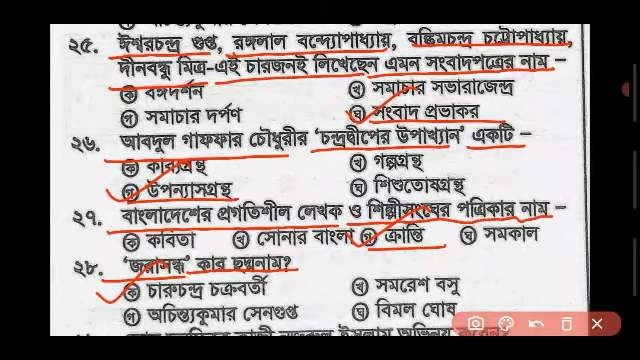 ২৫. ঈশ্বরচন্দ্র গুপ্ত, রঙ্গলাল বন্দ্যোপাধ্যায়, বঙ্কিমচন্দ্র চট্টোপাধ্যায়,
দীনবন্ধু মিত্র-এই চারজনই লিখেছেন এমন সংবাদপত্রের নাম –
ক বঙ্গদর্শন খ সমাচার সভারাজেন্দ্র
গ সমাচার দর্পণ ঘ সংবাদ প্রভাকর
২৬. আবদুল গাফফার চৌধুরীর ‘চন্দ্রদ্বীপের উপাখ্যান’ একটি –
ক কাব্যগ্রন্থ খ গল্পগ্রন্থ
গ উপন্যাসগ্রন্থ ঘ শিশুতোষগ্রন্থ
২৭. বাংলাদেশের প্রগতিশীল লেখক ও শিল্পীসংঘের পত্রিকার নাম –
ক কবিতা খ সোনার বাংলা গ ক্রান্তি ঘ সমকাল
২৮. ‘জরাসন্ধ’ কার ছদ্মনাম?
ক চারুচন্দ্র চক্রবর্তী খ সমরেশ বসু
গ অচিন্ত্যকুমার সেনগুপ্ত ঘ বিমল ঘোষ